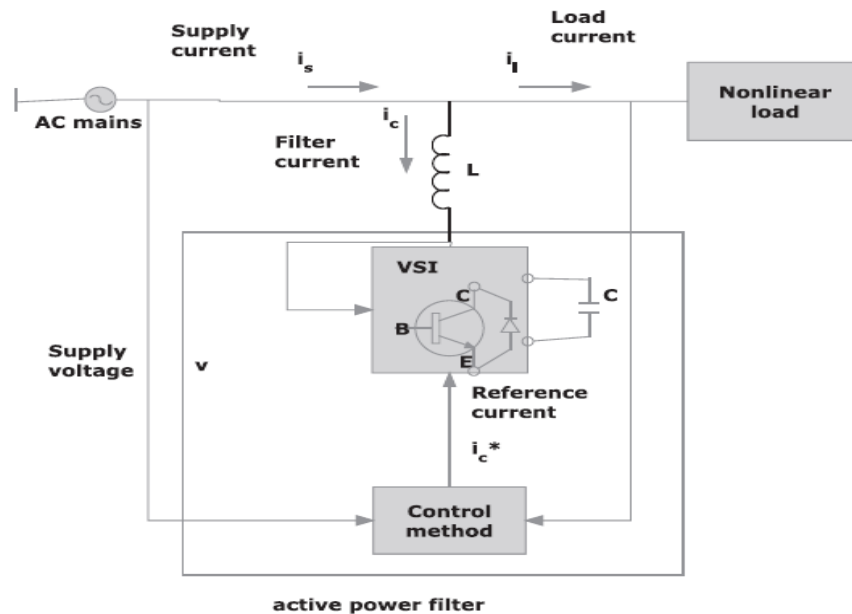 Supply
current
i_s
Load
current
i_l
Nonlinear
load
AC mains
i_c
Filter
current
L
VSI
C
B
E
C
Supply
voltage
v
Reference
current
i_c*
Control
method
active power filter